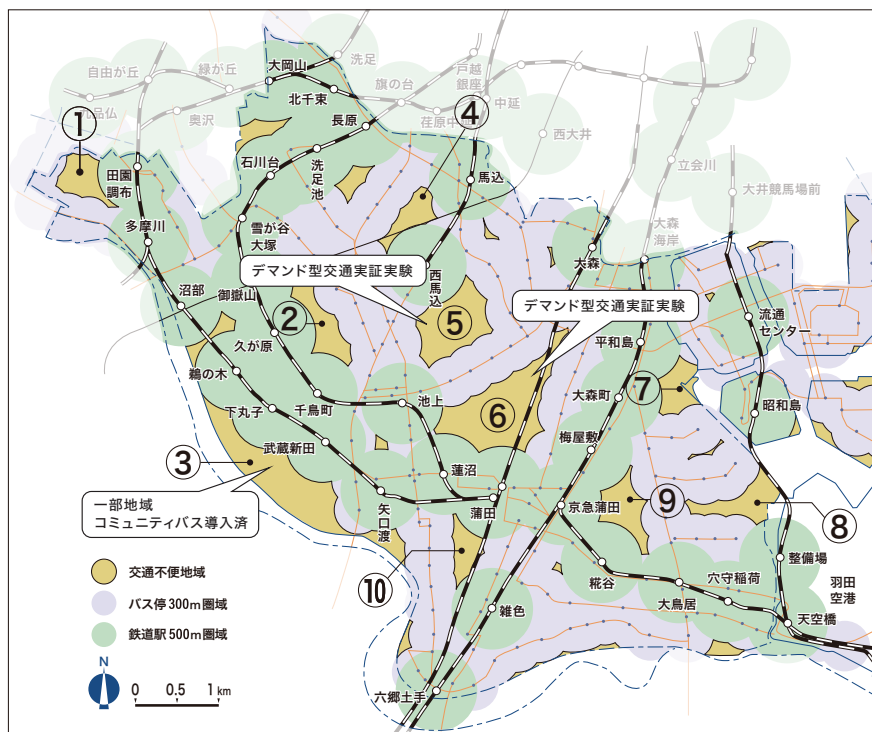 洗足
大岡山
自由が丘
緑が丘
戸越
銀座
旗の台
北千束
中延
九品仏
奥沢
長原
荏原中延
④
西大井
①
石川台
洗足
池
馬込
立会川
田園
調布
大井競馬場前
多摩川
雪が谷
大塚
大森
海岸
大森
デマンド型交通実証実験
西
馬込
沼部
御嶽山
デマンド型交通実証実験
②
⑤
流通
センター
久が原
平和島
鵜の木
⑦
下丸子
千鳥町
池上
大森町
昭和島
⑥
武蔵新田
梅屋敷
③
蓮沼
一部地域
コミュニティバス導入済
矢
口
渡
蒲田
京急蒲田
⑨
⑧
交通不便地域
⑩
整備場
バス停300m圏域
糀谷
穴守稲荷
羽田
空港
鉄道駅500m圏域
雑色
大鳥居
天空橋
N
0 0.5 1km
六郷土手